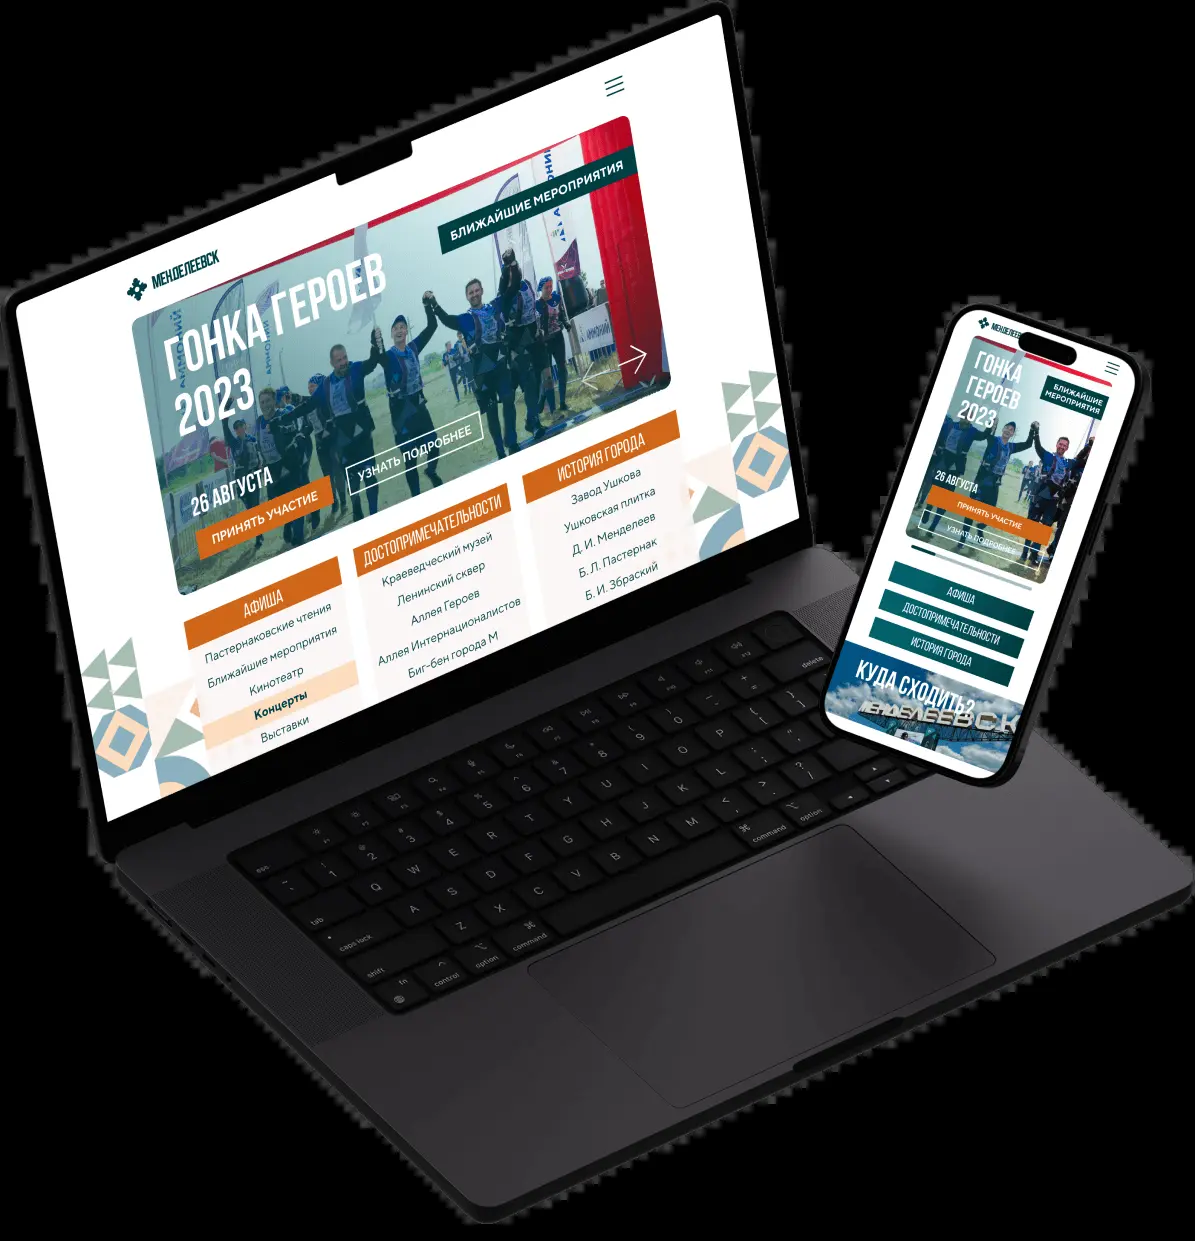 МЕНДЕЛЕЕВСК
БЛИЖАЙШИЕ МЕРОПРИЯТИЯ
ГОНКА ГЕРОЕВ
2023
26 АВГУСТА
ПРИНЯТЬ УЧАСТИЕ
УЗНАТЬ ПОДРОБНЕЕ
АММОНИЙ
АММОНИЙ
АФИША
Пастернаковские чтения
Ближайшие мероприятия
Кинотеатр
Концерты
Выставки
ДОСТОПРИМЕЧАТЕЛЬНОСТИ
Краеведческий музей
Ленинский сквер
Аллея Героев
Аллея Интернационалистов
Биг-бен города М
ИСТОРИЯ ГОРОДА
Завод Ушкова
Ушковская плитка
Д. И. Менделеев
Б. Л. Пастернак
Б. И. Збраский
ГОНКА
ГЕРОЕВ
2023
БЛИЖАЙШИЕ
МЕРОПРИЯТИЯ
26 АВГУСТА
ПРИНЯТЬ УЧАСТИЕ
УЗНАТЬ ПОДРОБНЕЕ
АФИША
ДОСТОПРИМЕЧАТЕЛЬНОСТИ
ИСТОРИЯ ГОРОДА
КУДА СХОДИТЬ?
МЕНДЕЛЕЕВСК
esc
delete
tab
Q W E R T Y U I O P
caps lock
A S D F G H J K L
shift
Z X C V B N M
fn
control
option
command
command
option